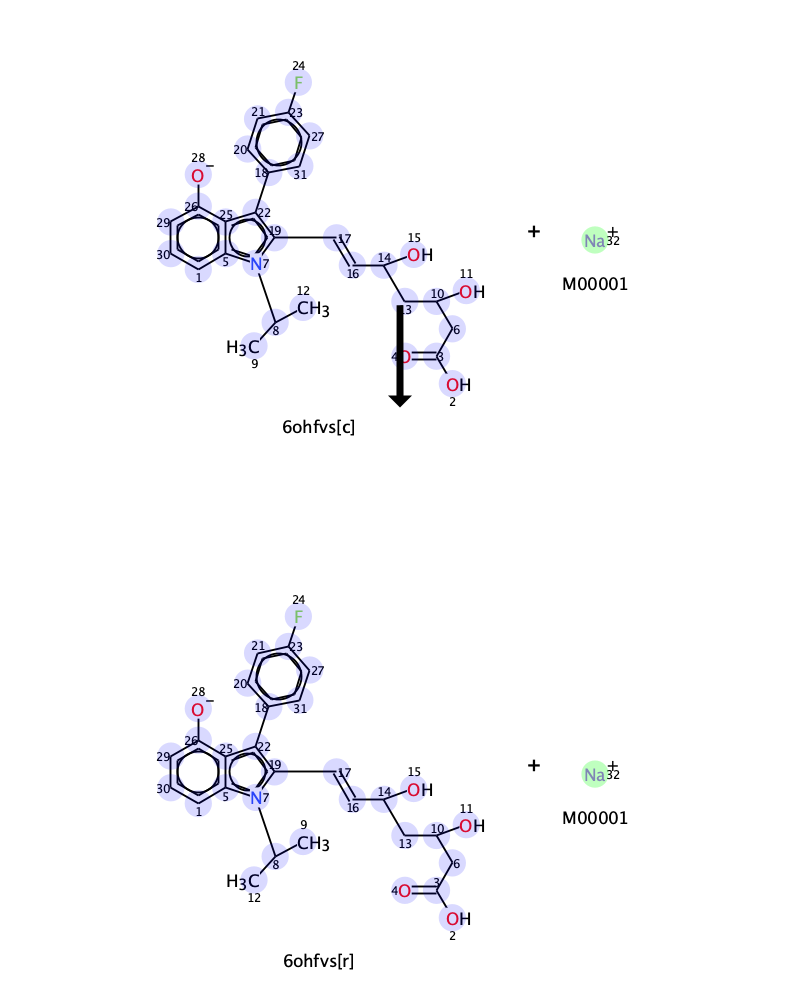 24
F
21 23
27
20
28
O − 18 31
26 25 22
29 19 17 15
+ Na + 32
14 OH
30 5 N 7 16
1 11
M00001
12 13 10 OH
CH3
8 6
H3C 4 O 3
9
OH
2
6ohfvs[c]
24
F
21 23
27
20
28
O − 18 31
26 25 22
29 19 17 15
+ Na + 32
14 OH
30 5 N 7 16
1 11
M00001
9 13 10 OH
CH3
8 6
H3C 4 O 3
12
OH
2
6ohfvs[r]